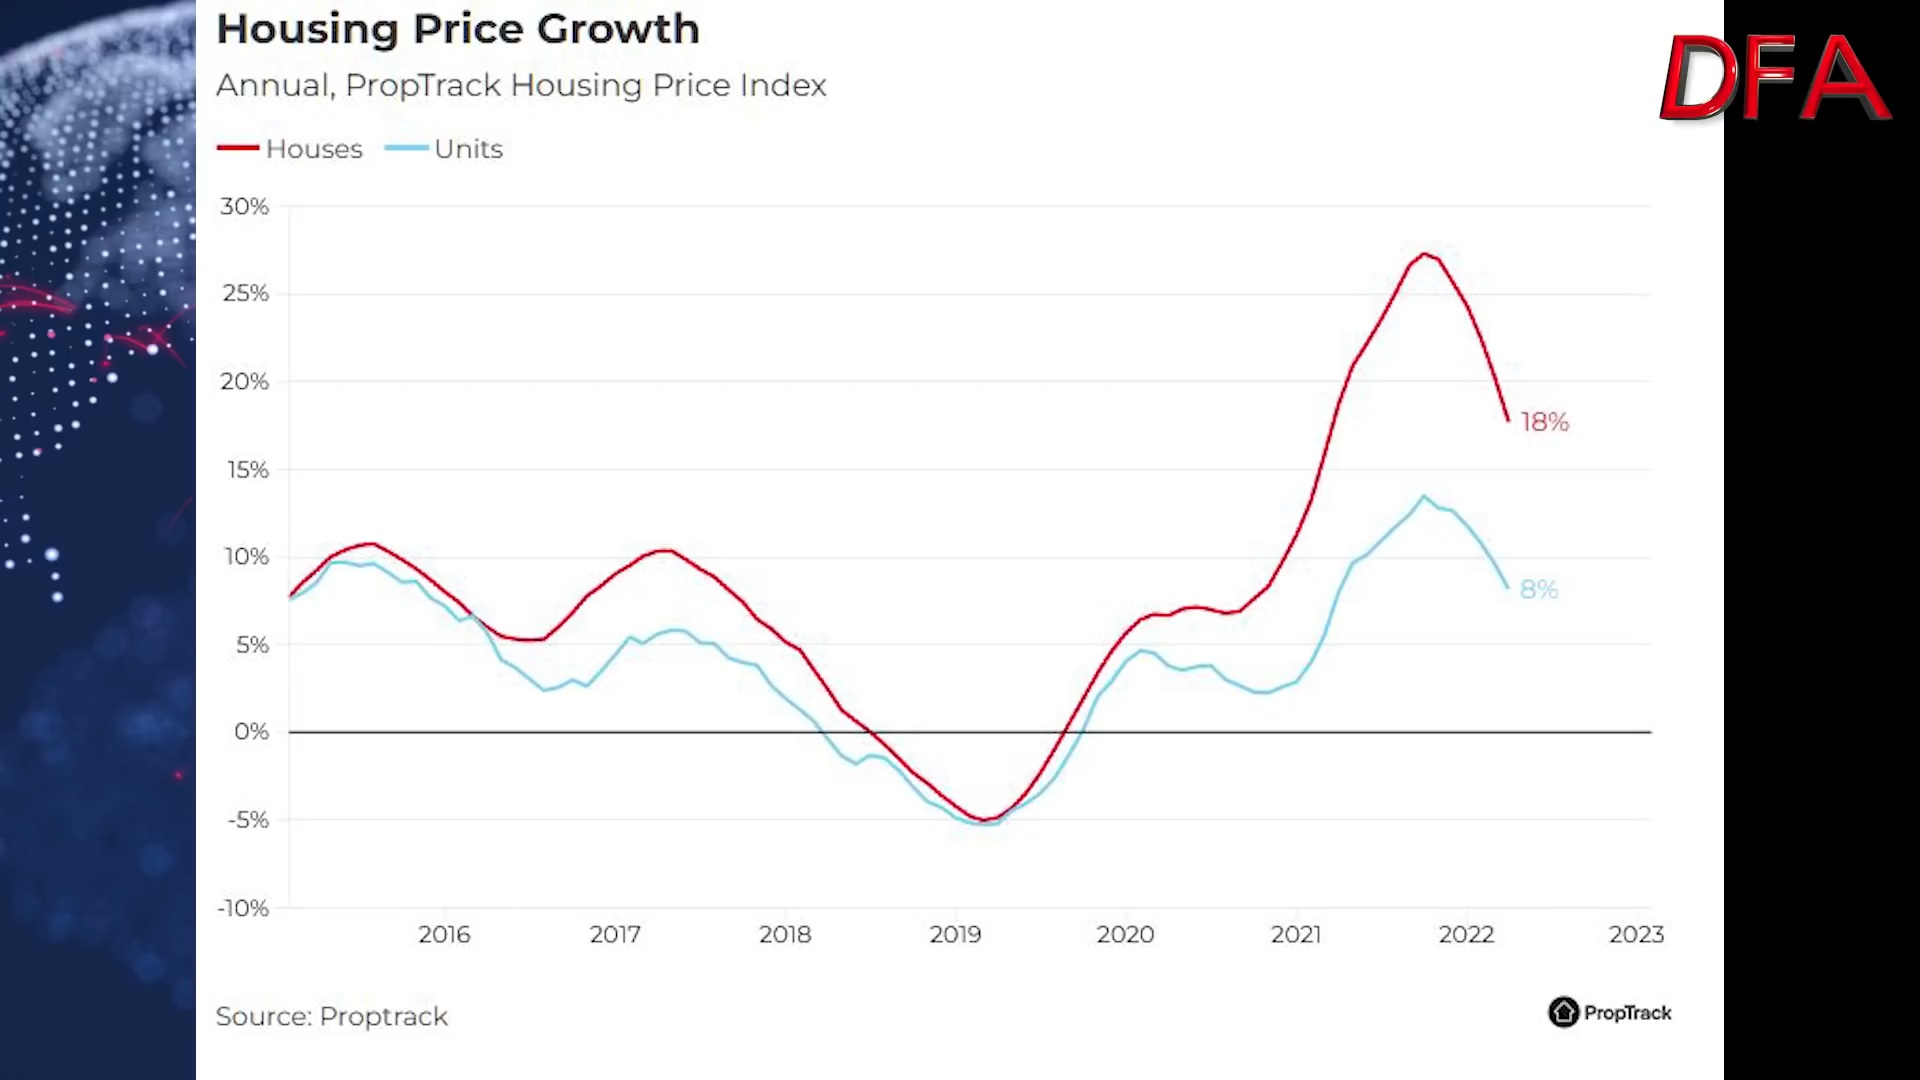 Housing Price Growth
DFA
Annual, PropTrack Housing Price Index
Houses Units
30%
25%
20%
18%
15%
10%
8%
5%
0%
-5%
-10%
2016 2017 2018 2019 2020 2021 2022 2023
Source: Proptrack
PropTrack